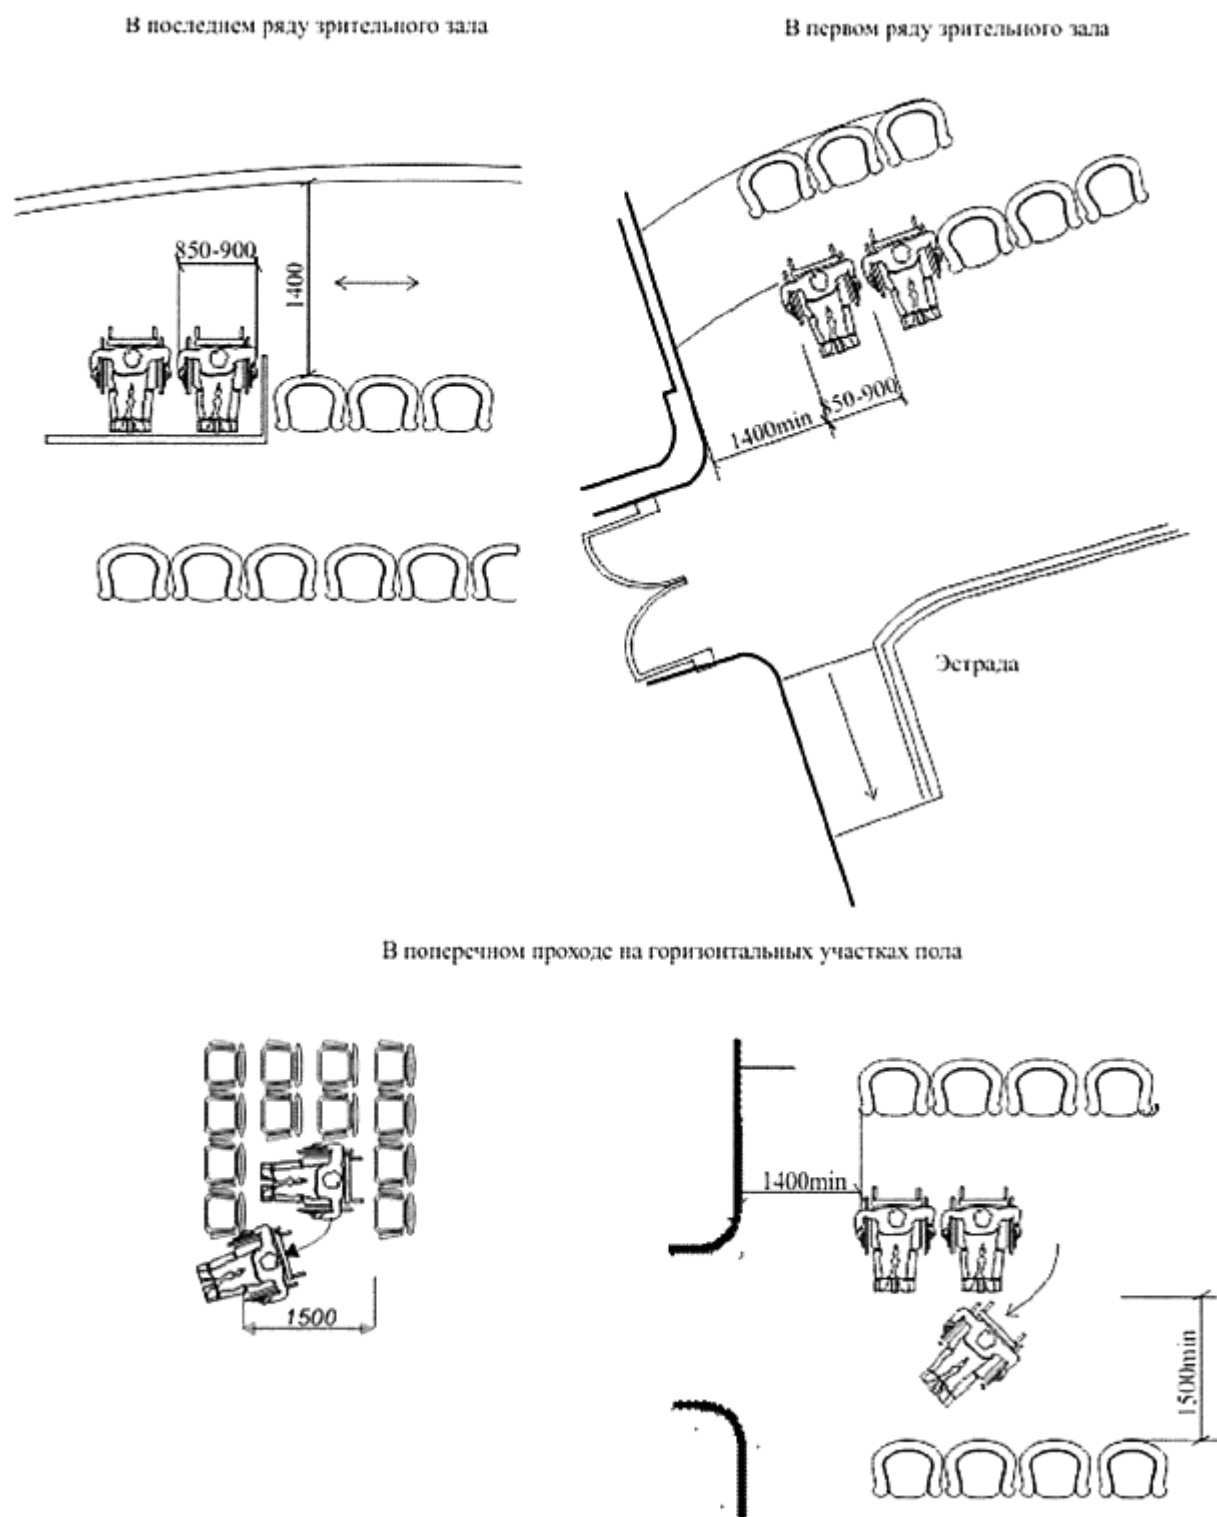 В последнем ряду зрительного зала
В первом ряду зрительного зала
850-900
1400
850-900
1400min
Эстрада
В поперечном проходе на горизонтальных участках пола
1400min
1500
1500min